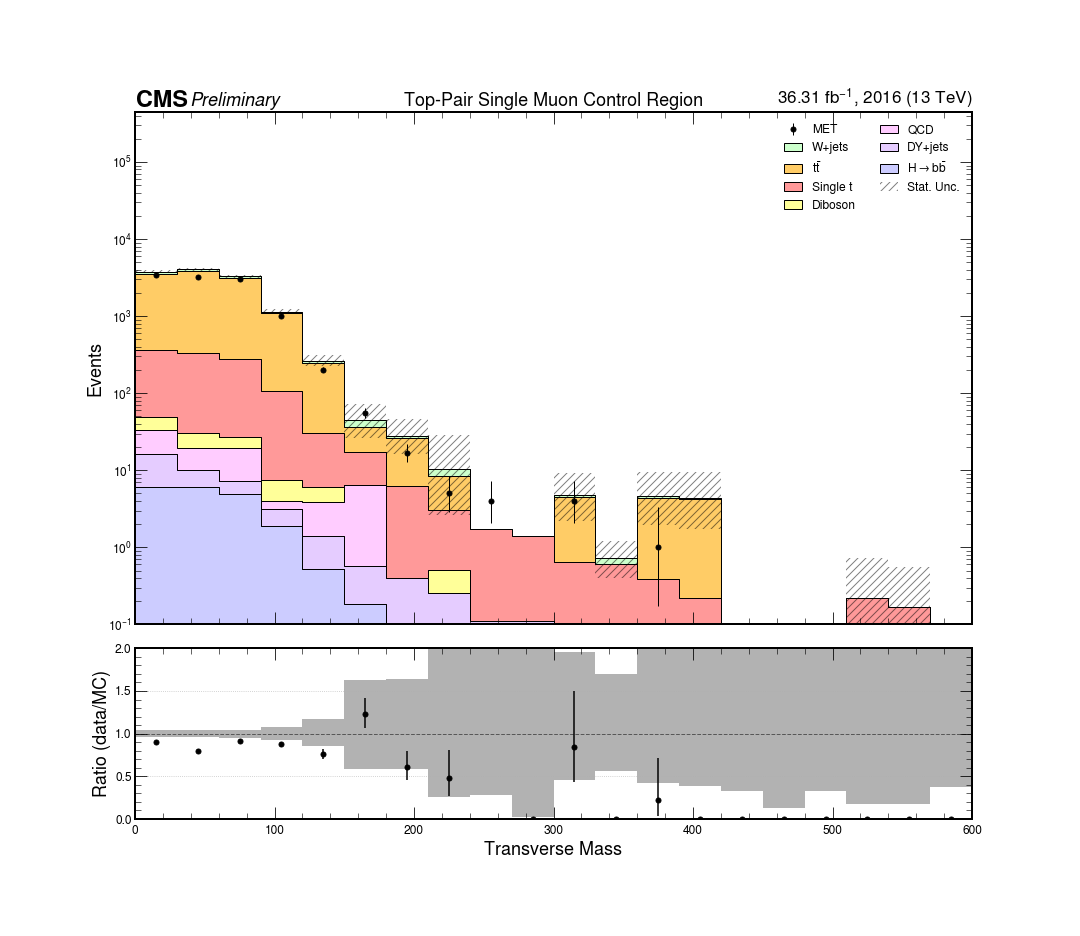 CMS Preliminary
Top-Pair Single Muon Control Region
36.31 fb⁻¹, 2016 (13 TeV)
MET
W+jets
tt̄
Single t
Diboson
QCD
DY+jets
H→bb̄
Stat. Unc.
Events
10⁵
10⁴
10³
10²
10¹
10⁰
10⁻¹
Ratio (data/MC)
2.0
1.5
1.0
0.5
0.0
0 100 200 300 400 500 600
Transverse Mass